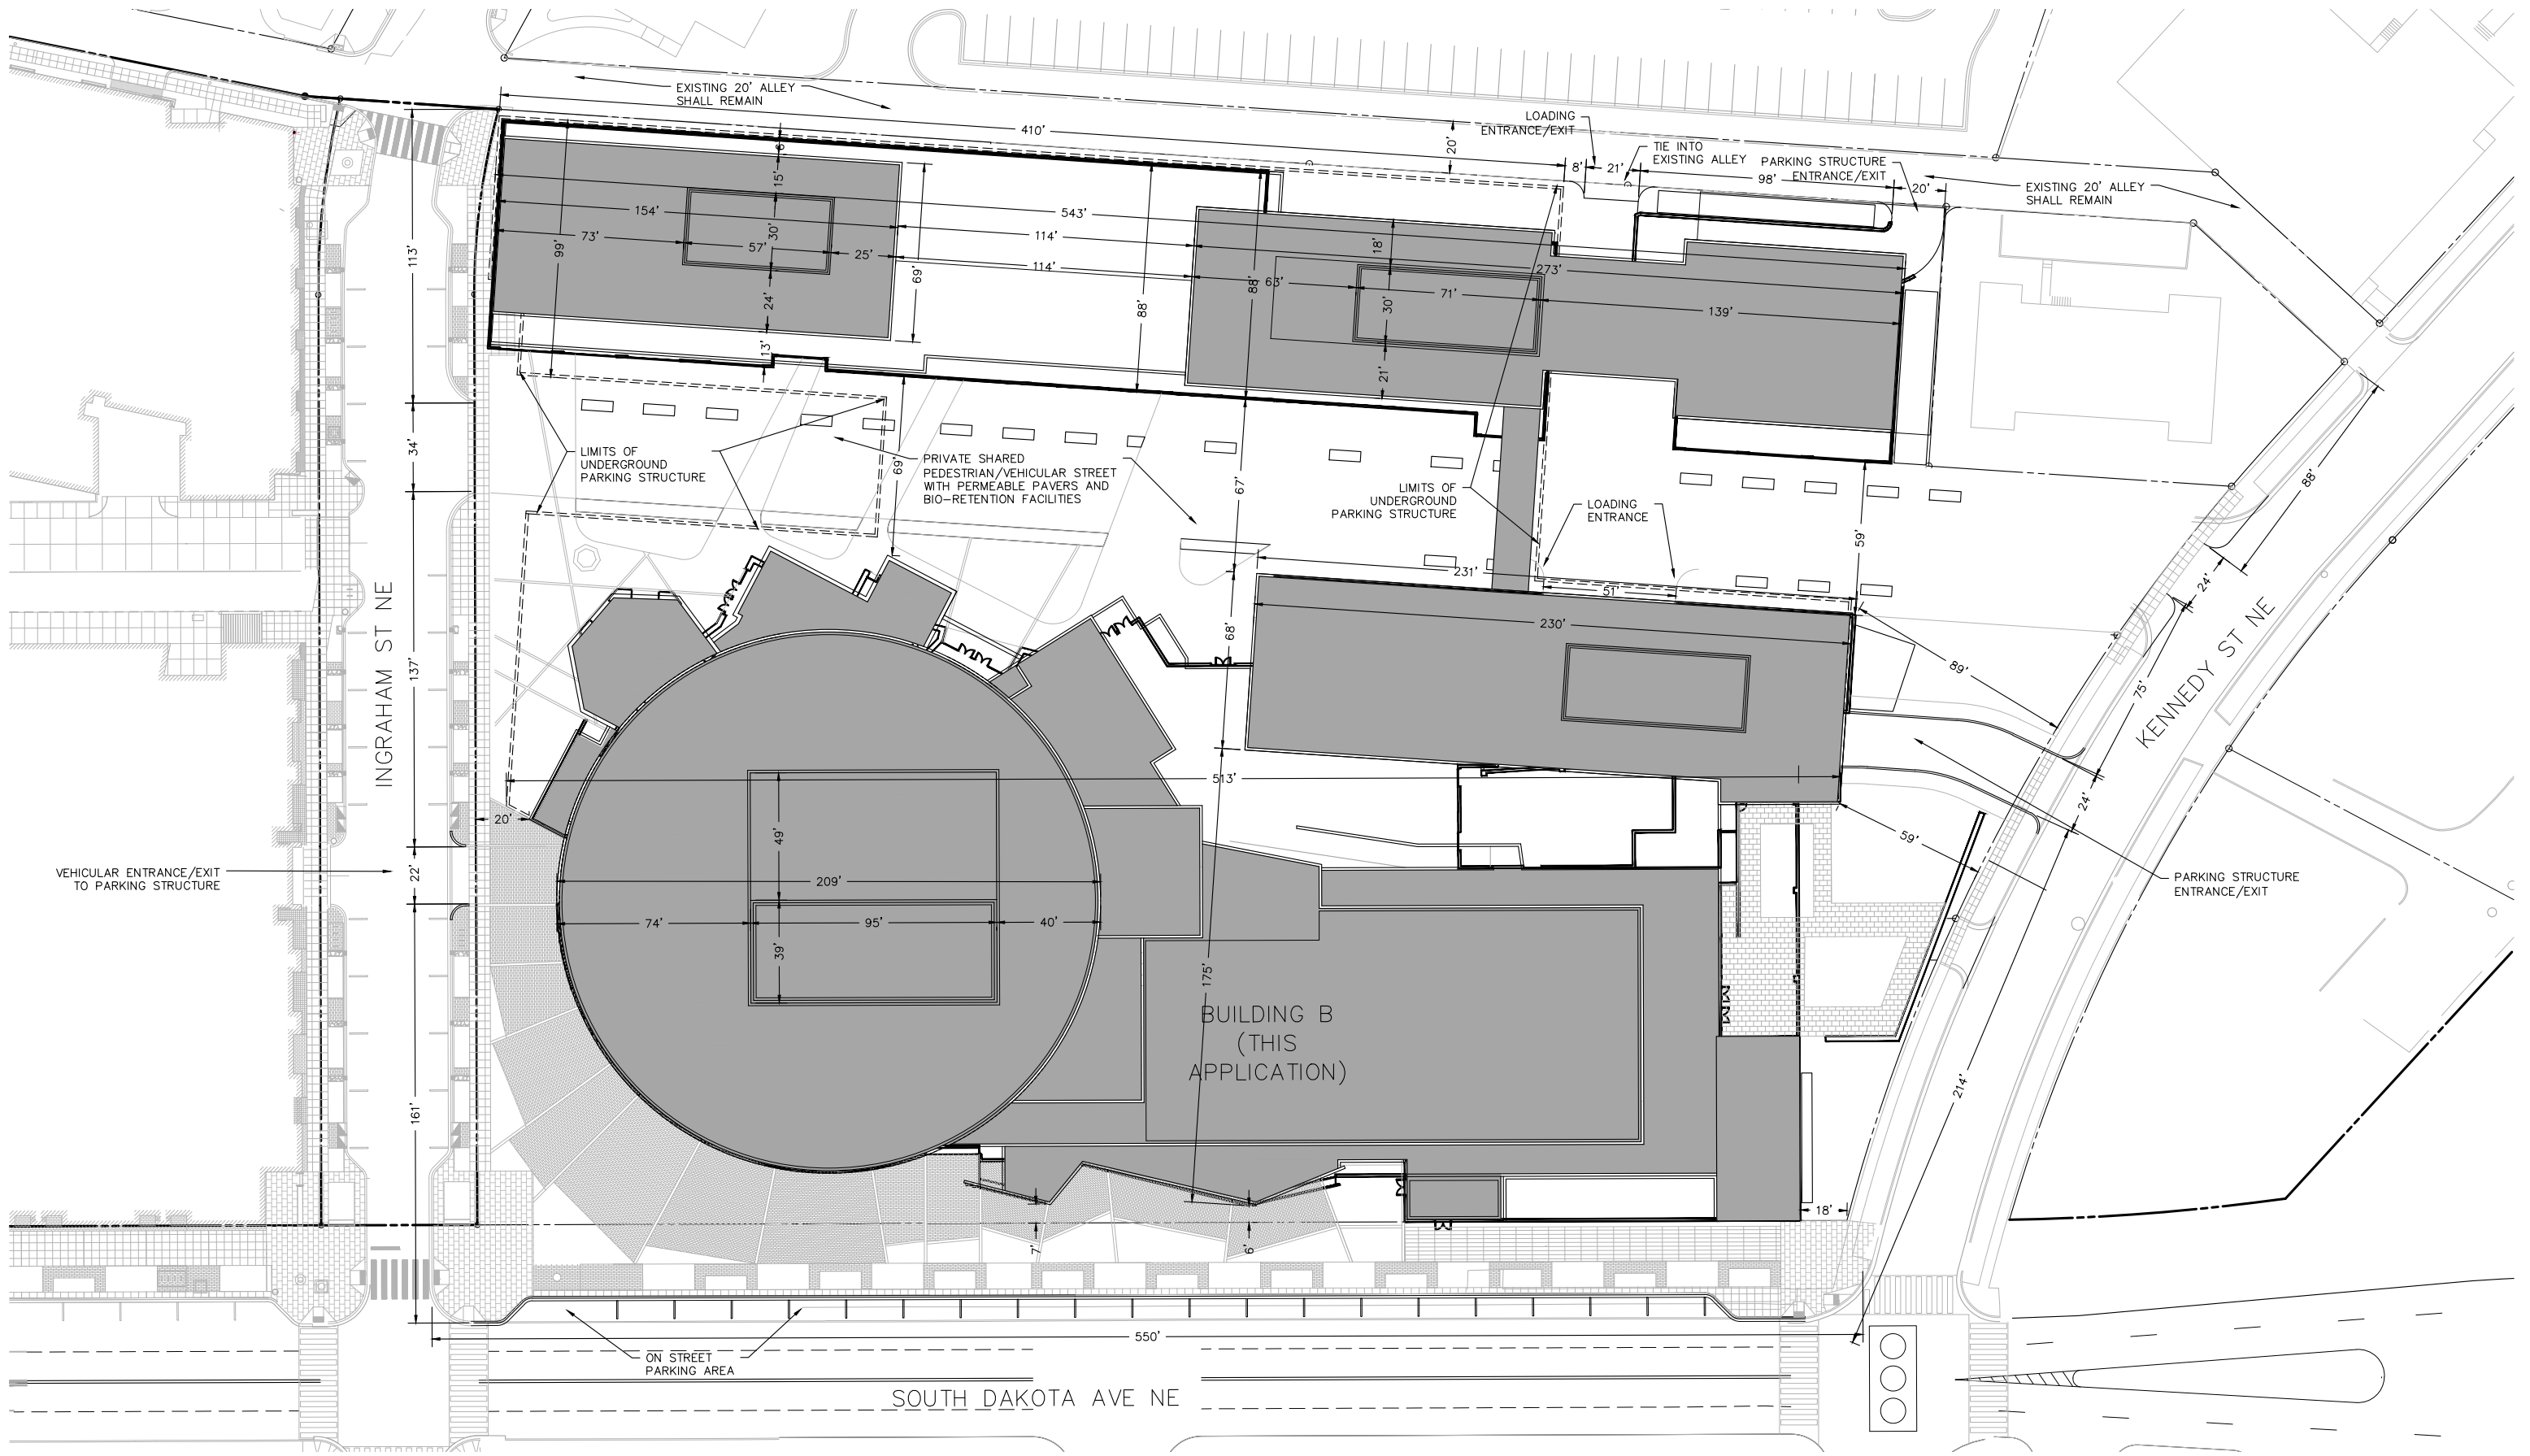 EXISTING 20' ALLEY
SHALL REMAIN
410'
LOADING
ENTRANCE/EXIT
20'
TIE INTO
EXISTING ALLEY
PARKING STRUCTURE
ENTRANCE/EXIT
8'
21'
98'
20'
EXISTING 20' ALLEY
SHALL REMAIN
6'
15'
154'
543'
73'
57'
30'
25'
99'
24'
69'
13'
114'
114'
88'
88'
18'
273'
63'
71'
30'
139'
21'
113'
34'
LIMITS OF
UNDERGROUND
PARKING STRUCTURE
69'
PRIVATE SHARED
PEDESTRIAN/VEHICULAR STREET
WITH PERMEABLE PAVERS AND
BIO-RETENTION FACILITIES
67'
LIMITS OF
UNDERGROUND
PARKING STRUCTURE
LOADING
ENTRANCE
59'
88'
24'
231'
51'
230'
68'
89'
75'
KENNEDY ST NE
INGRAHAM ST NE
137'
513'
20'
49'
24'
59'
VEHICULAR ENTRANCE/EXIT
TO PARKING STRUCTURE
22'
209'
74'
95'
40'
39'
PARKING STRUCTURE
ENTRANCE/EXIT
175'
BUILDING B
(THIS
APPLICATION)
161'
214'
18'
7'
6'
550'
ON STREET
PARKING AREA
SOUTH DAKOTA AVE NE